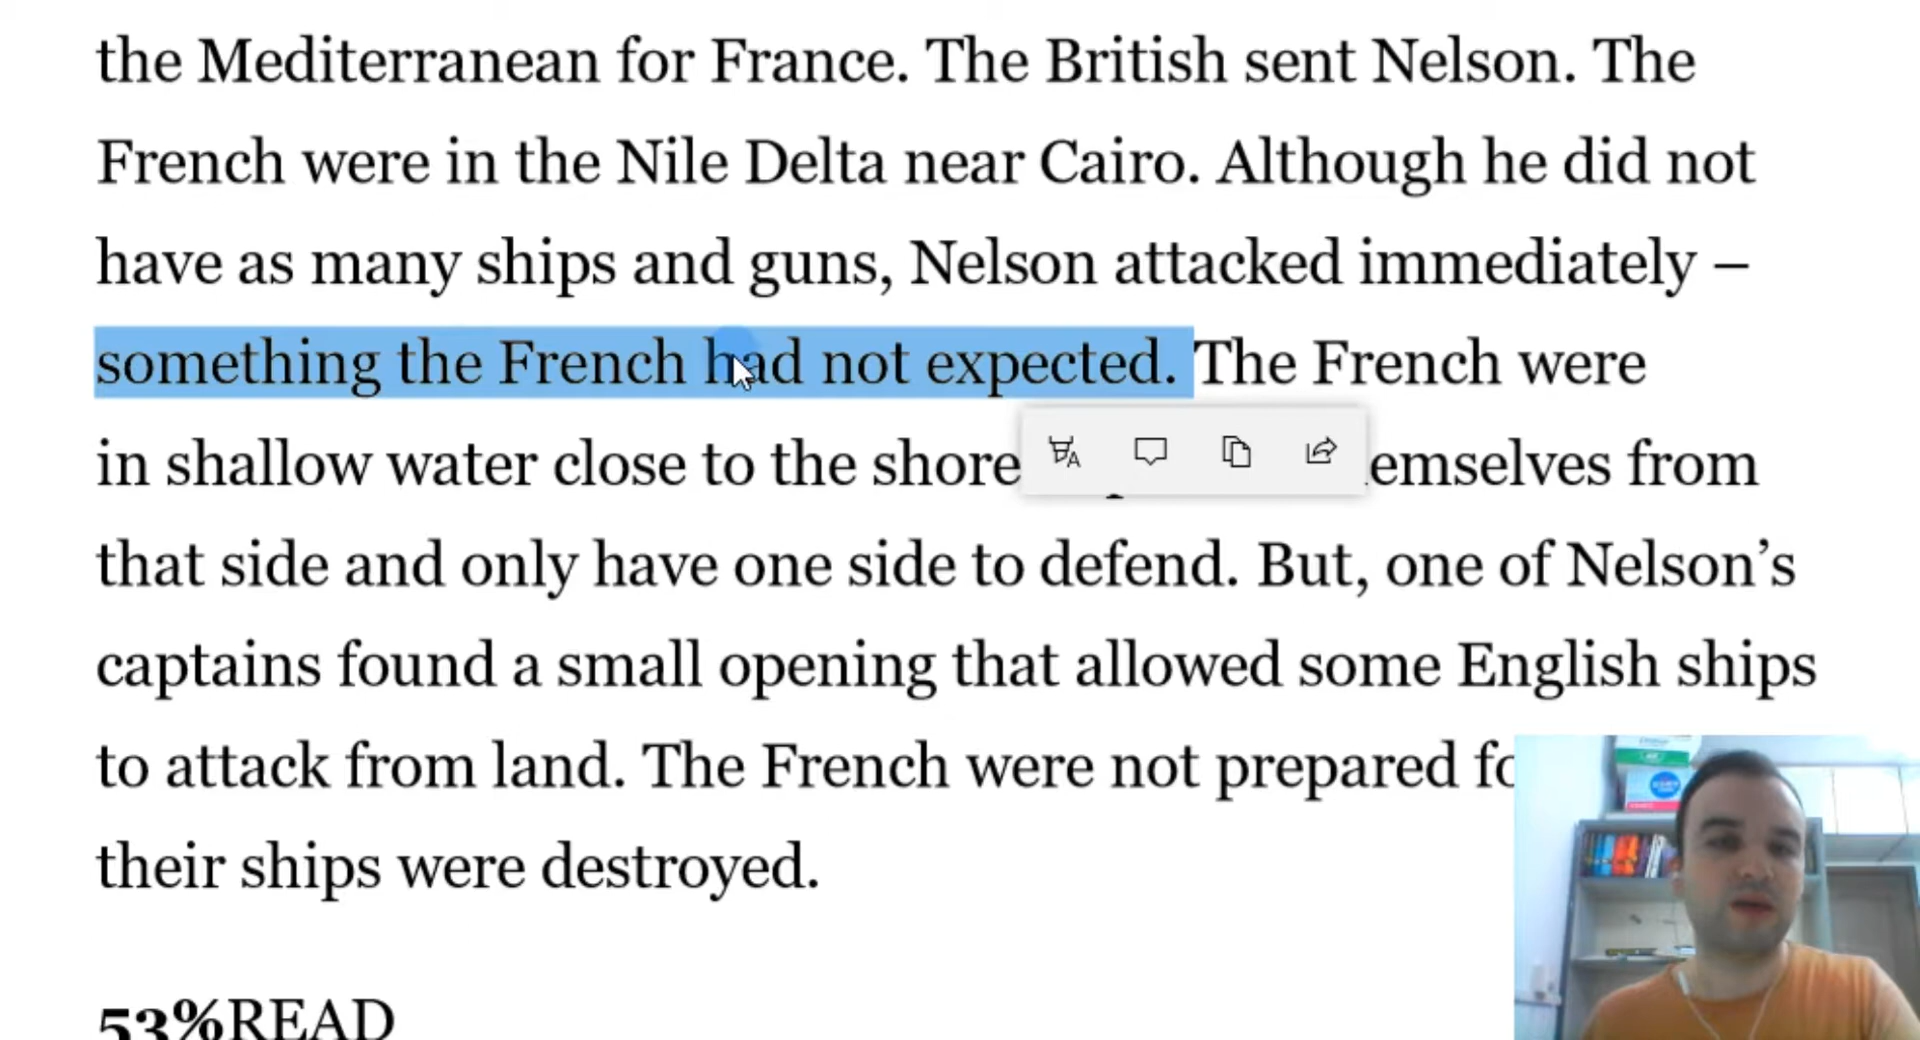 the Mediterranean for France. The British sent Nelson. The
French were in the Nile Delta near Cairo. Although he did not
have as many ships and guns, Nelson attacked immediately –
something the French had not expected. The French were
in shallow water close to the shore emselves from
that side and only have one side to defend. But, one of Nelson’s
captains found a small opening that allowed some English ships
to attack from land. The French were not prepared fo
their ships were destroyed.
53%READ